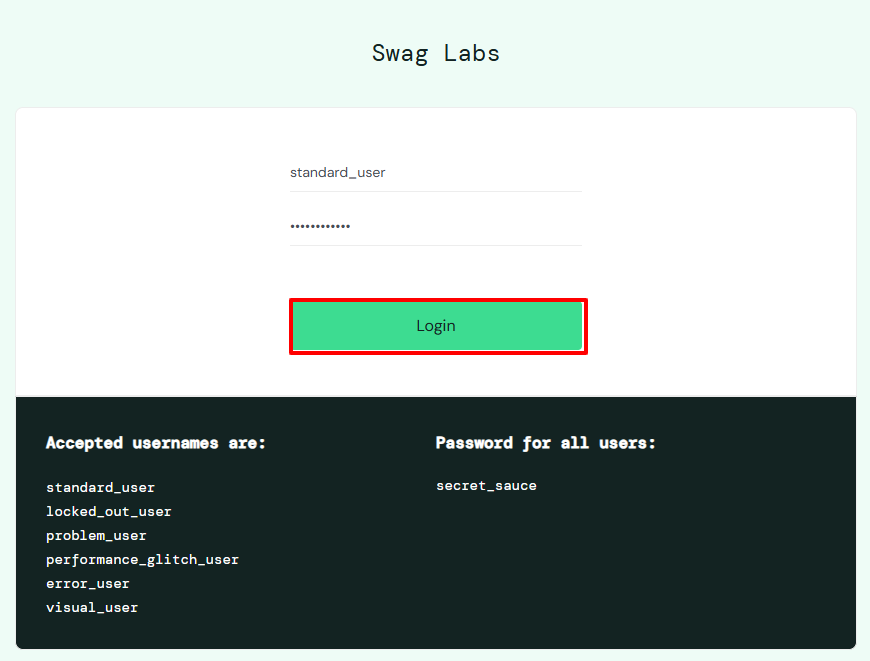 Swag Labs
standard_user
••••••••••••
Login
Accepted usernames are:
standard_user
locked_out_user
problem_user
performance_glitch_user
error_user
visual_user
Password for all users:
secret_sauce